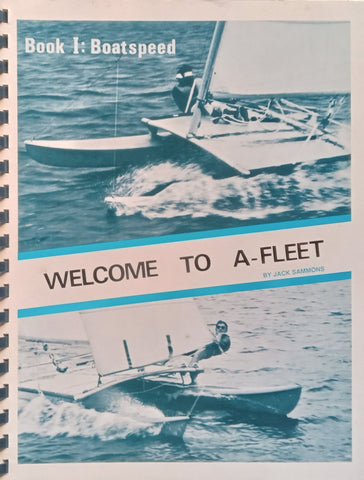 Book I: Boatspeed
WELCOME TO A-FLEET
BY JACK SAMMONS